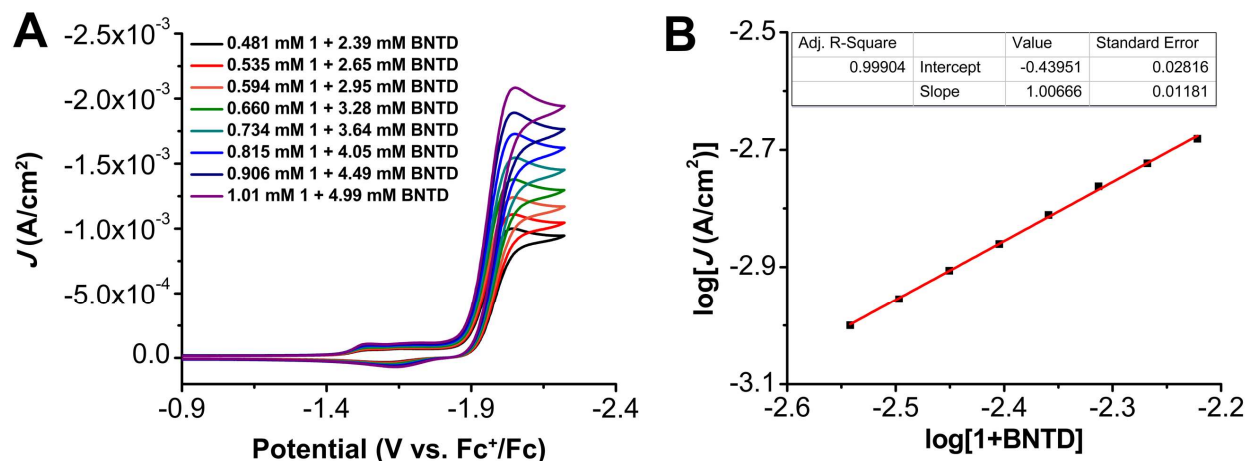 A
-2.5x10⁻³
-2.0x10⁻³
-1.5x10⁻³
-1.0x10⁻³
-5.0x10⁻⁴
0.0
J (A/cm²)
0.481 mM 1 + 2.39 mM BNTD
0.535 mM 1 + 2.65 mM BNTD
0.594 mM 1 + 2.95 mM BNTD
0.660 mM 1 + 3.28 mM BNTD
0.734 mM 1 + 3.64 mM BNTD
0.815 mM 1 + 4.05 mM BNTD
0.906 mM 1 + 4.49 mM BNTD
1.01 mM 1 + 4.99 mM BNTD
-0.9 -1.4 -1.9 -2.4
Potential (V vs. Fc⁺/Fc)
B
-2.5
-2.7
-2.9
-3.1
log[J (A/cm²)]
Adj. R-Square Value Standard Error
0.99904 Intercept -0.43951 0.02816
Slope 1.00666 0.01181
-2.6 -2.5 -2.4 -2.3 -2.2
log[1+BNTD]